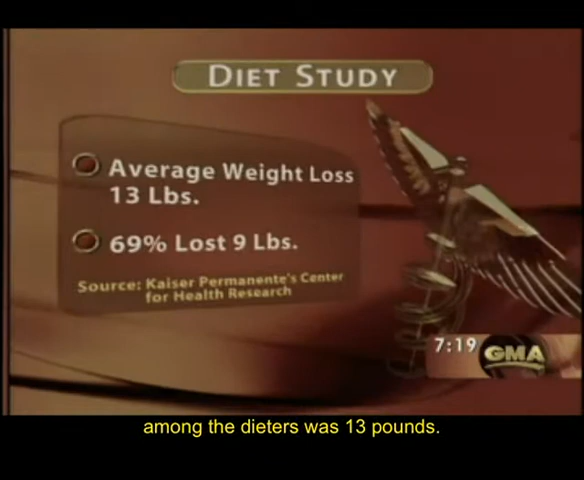 DIET STUDY
Average Weight Loss
13 Lbs.
69% Lost 9 Lbs.
Source: Kaiser Permanente's Center
for Health Research
7:19 GMA
among the dieters was 13 pounds.